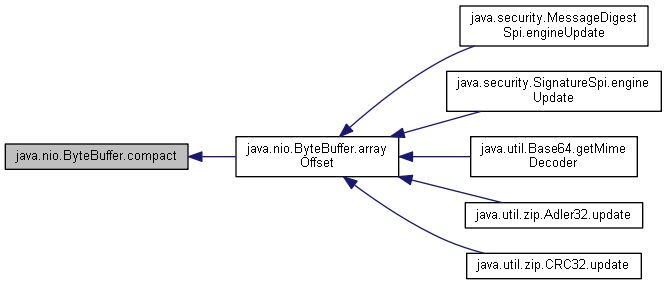 java.security.MessageDigest
Spi.engineUpdate
java.security.SignatureSpi.engine
Update
java.nio.ByteBuffer.compact
java.nio.ByteBuffer.array
Offset
java.util.Base64.getMime
Decoder
java.util.zip.Adler32.update
java.util.zip.CRC32.update